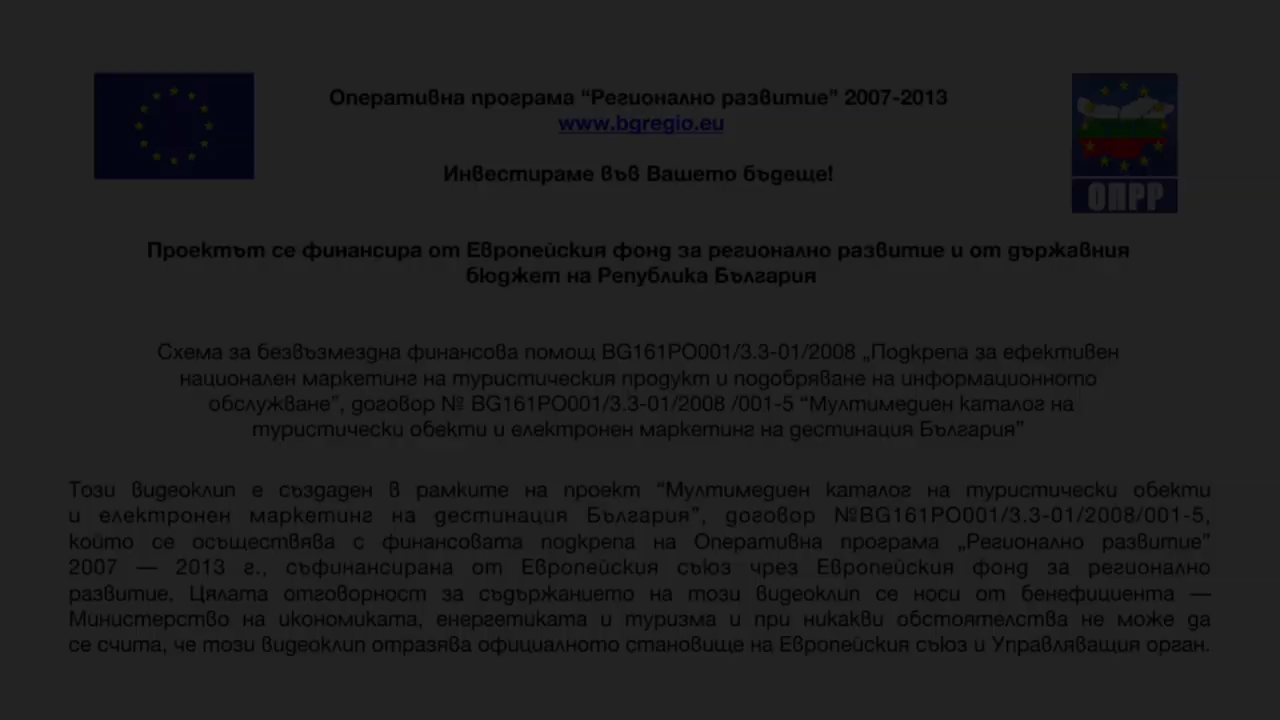 Оперативна програма “Регионално развитие” 2007-2013
www.bgregio.eu
Инвестираме във Вашето бъдеще!
ОПРР
Проектът се финансира от Европейския фонд за регионално развитие и от държавния
бюджет на Република България
Схема за безвъзмездна финансова помощ BG161PO001/3.3-01/2008 „Подкрепа за ефективен
национален маркетинг на туристическия продукт и подобряване на информационното
обслужване”, договор № BG161PO001/3.3-01/2008 /001-5 “Мултимедиен каталог на
туристически обекти и електронен маркетинг на дестинация България”
Този видеоклип е създаден в рамките на проект “Мултимедиен каталог на туристически обекти
и електронен маркетинг на дестинация България”, договор №BG161PO001/3.3-01/2008/001-5,
който се осъществява с финансовата подкрепа на Оперативна програма „Регионално развитие”
2007 — 2013 г., съфинансирана от Европейския съюз чрез Европейския фонд за регионално
развитие. Цялата отговорност за съдържанието на този видеоклип се носи от бенефициента —
Министерство на икономиката, енергетиката и туризма и при никакви обстоятелства не може да
се счита, че този видеоклип отразява официалното становище на Европейския съюз и Управляващия орган.